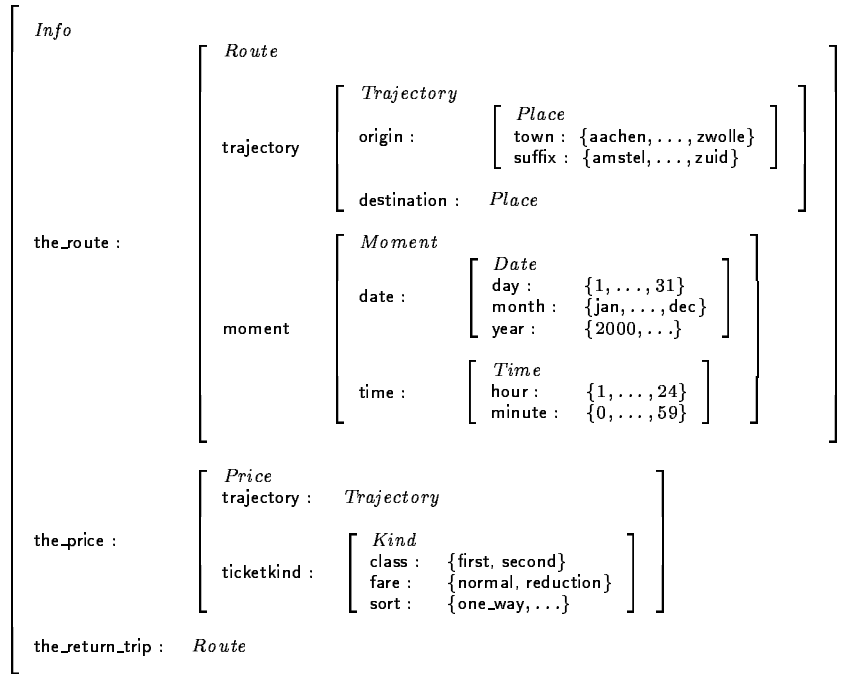 Info
Route
Trajectory
Place
origin :
town : {aachen, . . . , zwolle}
trajectory
suffix : {amstel, . . . , zuid}
destination : Place
the_route :
Moment
Date
day : {1, . . . , 31}
date :
month : {jan, . . . , dec}
moment
year : {2000, . . .}
Time
time :
hour : {1, . . . , 24}
minute : {0, . . . , 59}
Price
trajectory : Trajectory
the_price :
Kind
class : {first, second}
ticketkind :
fare : {normal, reduction}
sort : {one_way, . . .}
the_return_trip : Route